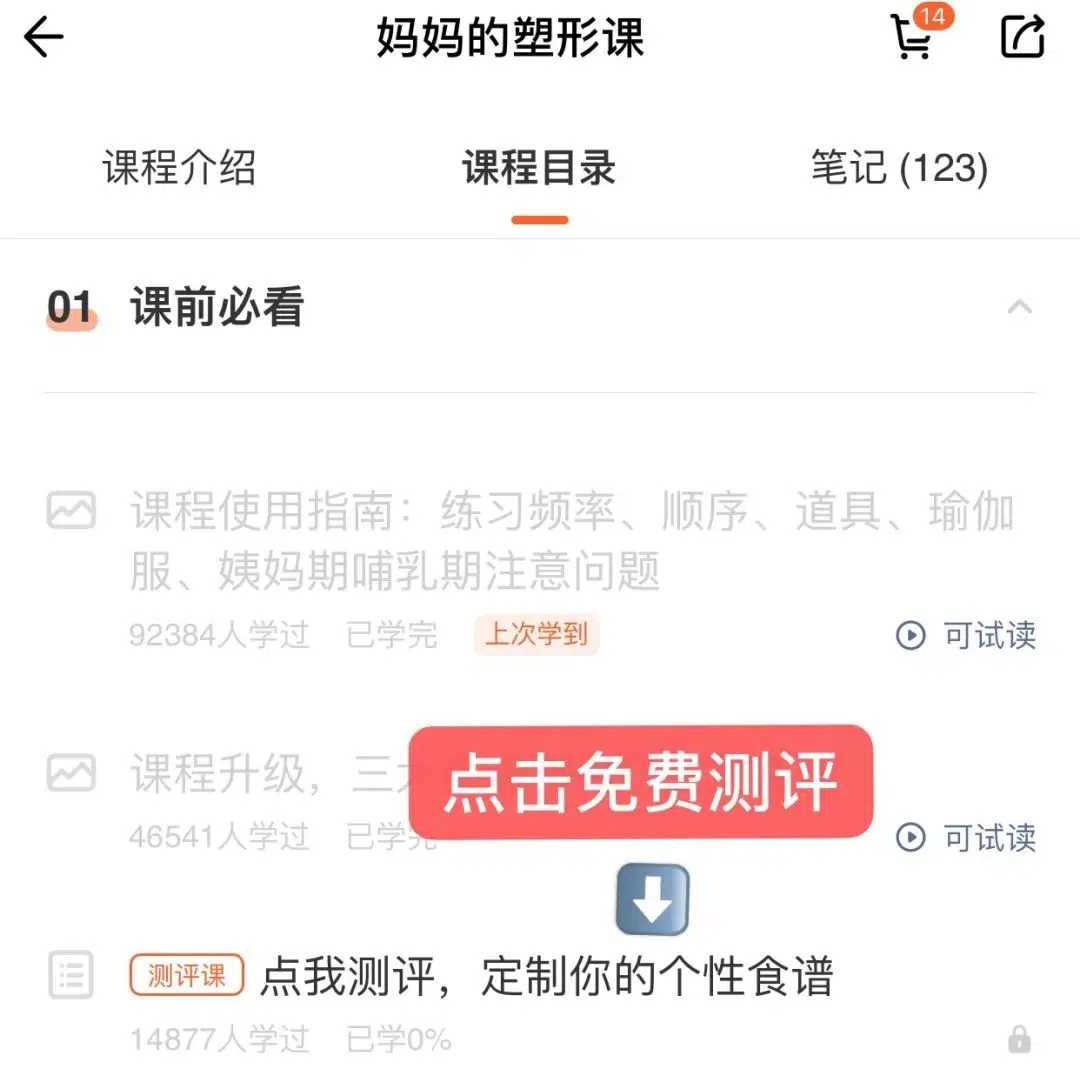 妈妈的塑形课
14
课程介绍
课程目录
笔记 (123)
01 课前必看
课程使用指南：练习频率、顺序、道具、瑜伽
服、姨妈期哺乳期注意问题
92384人学过 已学完 上次学到 可试读
课程升级，三
点击免费测评
46541人学过 已学完 可试读
测评课 点我测评，定制你的个性食谱
14877人学过 已学0%